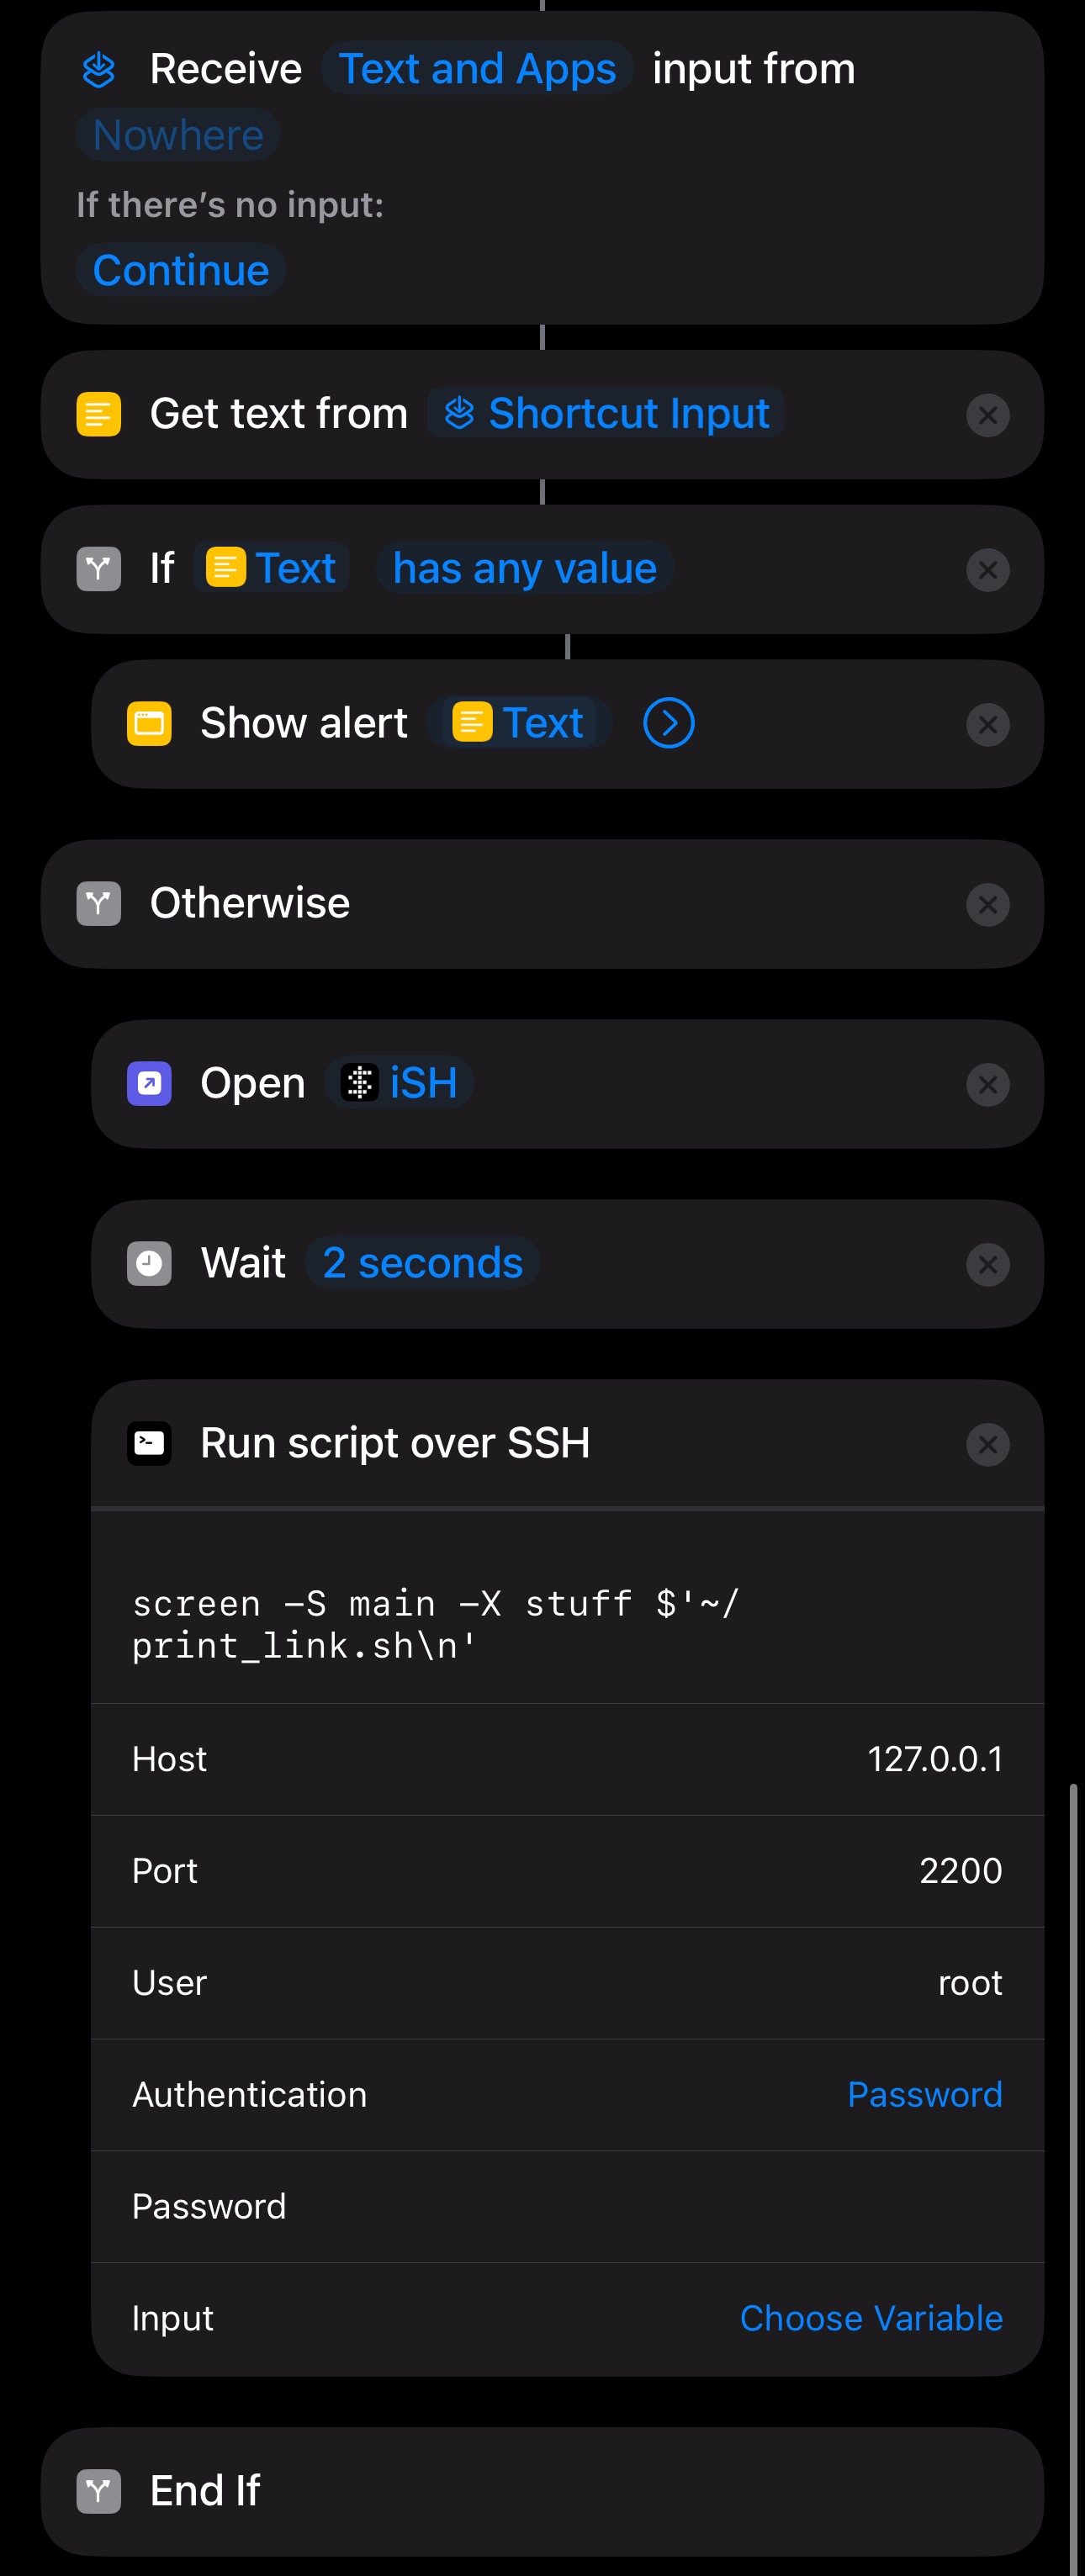 Receive Text and Apps input from
Nowhere
If there’s no input:
Continue
Get text from Shortcut Input
If Text has any value
Show alert Text
Otherwise
Open iSH
Wait 2 seconds
Run script over SSH
screen –S main –X stuff $'~/
print_link.sh\n'
Host 127.0.0.1
Port 2200
User root
Authentication Password
Password
Input Choose Variable
End If